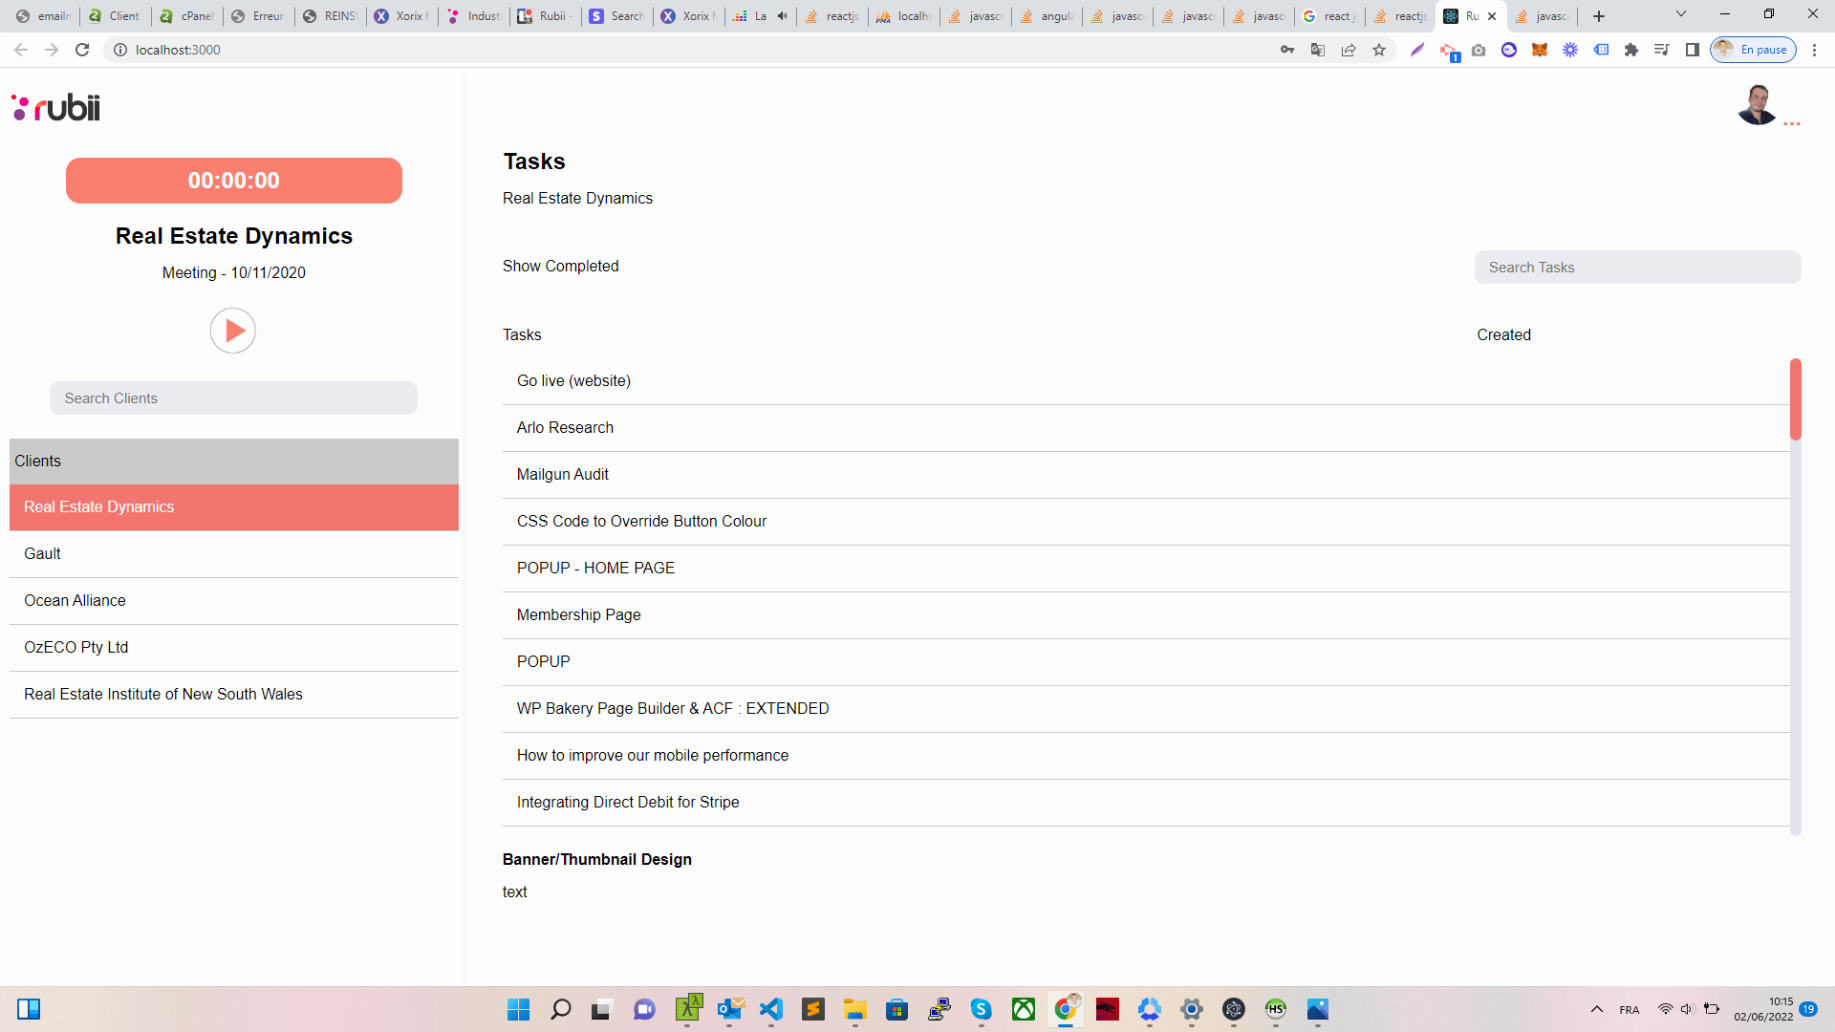 emailn
Client
cPanel
Erreur
REINS
Xorix
Indust
Rubii -
Search
Xorix
La
reactjs
localho
javasc
angula
javasc
javasc
javasc
react j
reactjs
Ru
javasc
localhost:3000
1
En pause
rubii
00:00:00
Real Estate Dynamics
Meeting - 10/11/2020
Search Clients
Clients
Real Estate Dynamics
Gault
Ocean Alliance
OzECO Pty Ltd
Real Estate Institute of New South Wales
Tasks
Real Estate Dynamics
Show Completed
Search Tasks
Tasks Created
Go live (website)
Arlo Research
Mailgun Audit
CSS Code to Override Button Colour
POPUP - HOME PAGE
Membership Page
POPUP
WP Bakery Page Builder & ACF : EXTENDED
How to improve our mobile performance
Integrating Direct Debit for Stripe
Banner/Thumbnail Design
text
FRA
10:15
02/06/2022
19